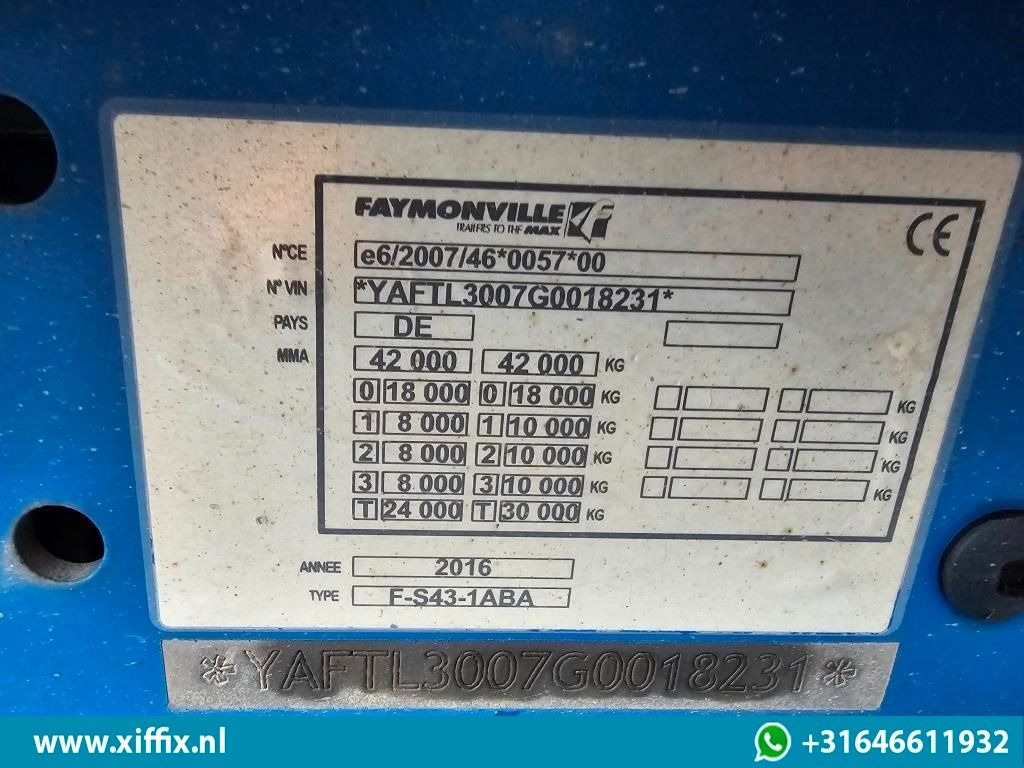 FAYMONVILLE
TRAILERS TO THE MAX
CE
N°CE e6/2007/46*0057*00
N° VIN *YAFTL3007G0018231*
PAYS DE
MMA 42 000 42 000 KG
0 18 000 0 18 000 KG KG
1 8 000 1 10 000 KG KG
2 8 000 2 10 000 KG KG
3 8 000 3 10 000 KG KG
T 24 000 T 30 000 KG
ANNEE 2016
TYPE F-S43-1ABA
*YAFTL3007G0018231*
www.xiffix.nl +31646611932